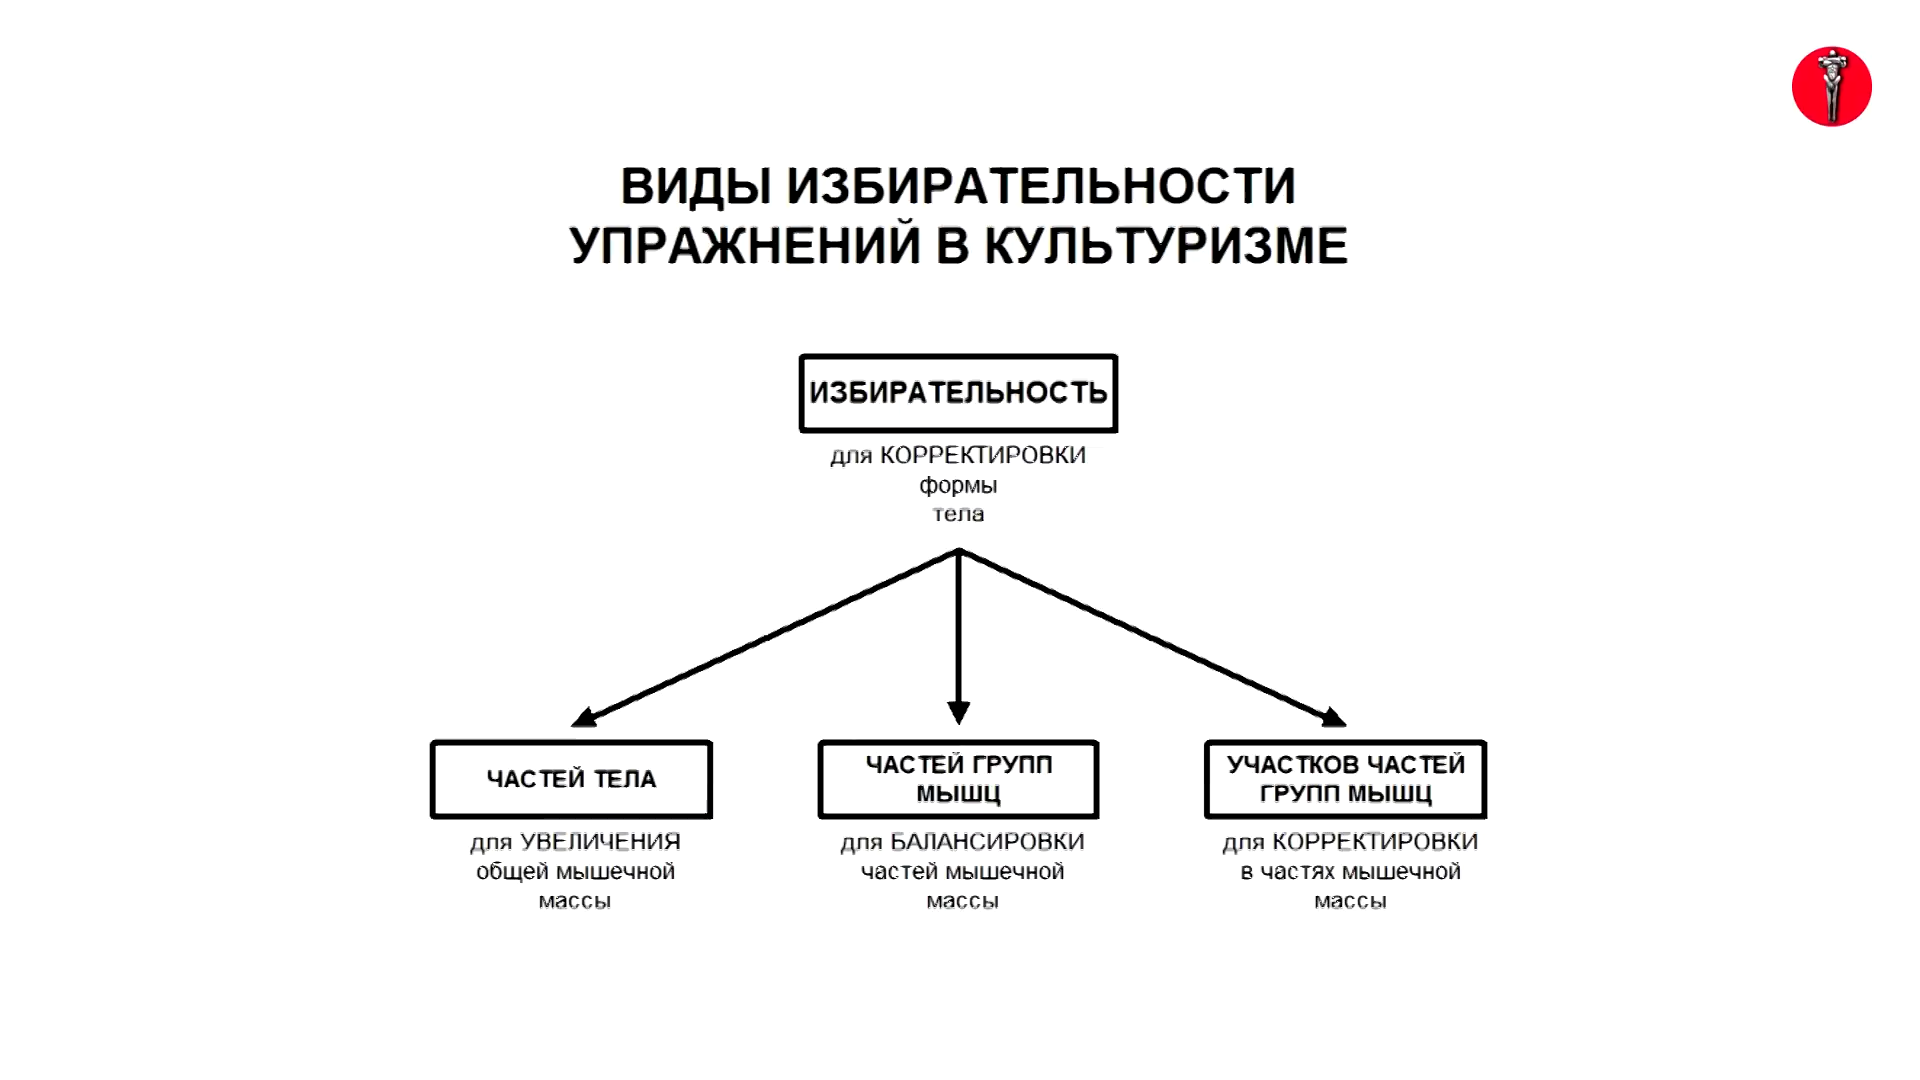 ВИДЫ ИЗБИРАТЕЛЬНОСТИ
УПРАЖНЕНИЙ В КУЛЬТУРИЗМЕ
ИЗБИРАТЕЛЬНОСТЬ
для КОРРЕКТИРОВКИ
формы
тела
ЧАСТЕЙ ТЕЛА
для УВЕЛИЧЕНИЯ
общей мышечной
массы
ЧАСТЕЙ ГРУПП
МЫШЦ
для БАЛАНСИРОВКИ
частей мышечной
массы
УЧАСТКОВ ЧАСТЕЙ
ГРУПП МЫШЦ
для КОРРЕКТИРОВКИ
в частях мышечной
массы